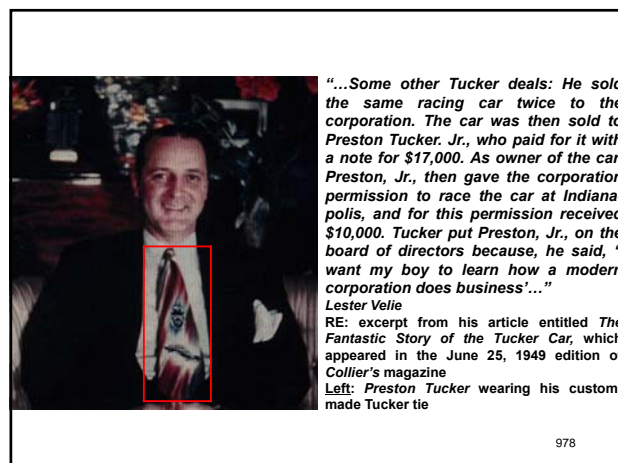 “…Some other Tucker deals: He sold
the same racing car twice to the
corporation. The car was then sold to
Preston Tucker. Jr., who paid for it with
a note for $17,000. As owner of the car
Preston, Jr., then gave the corporation
permission to race the car at Indiana
polis, and for this permission received
$10,000. Tucker put Preston, Jr., on the
board of directors because, he said, ‘
want my boy to learn how a modern
corporation does business’…”
Lester Velie
RE: excerpt from his article entitled The
Fantastic Story of the Tucker Car, which
appeared in the June 25, 1949 edition of
Collier’s magazine
Left: Preston Tucker wearing his custom
made Tucker tie
978